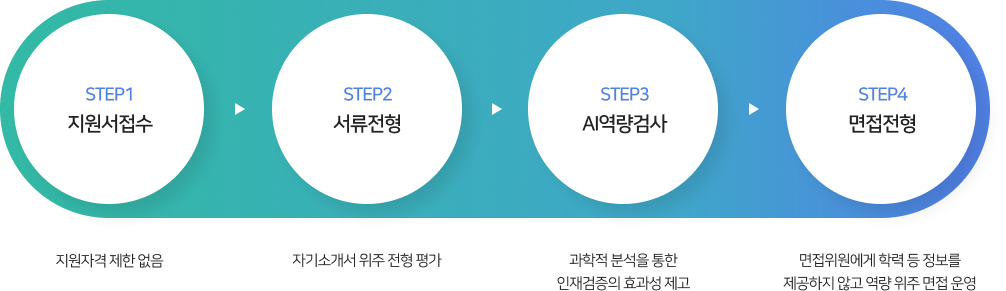 STEP1
지원서접수
STEP2
서류전형
STEP3
AI역량검사
STEP4
면접전형
지원자격 제한 없음
자기소개서 위주 전형 평가
과학적 분석을 통한
인재검증의 효과성 제고
면접위원에게 학력 등 정보를
제공하지 않고 역량 위주 면접 운영